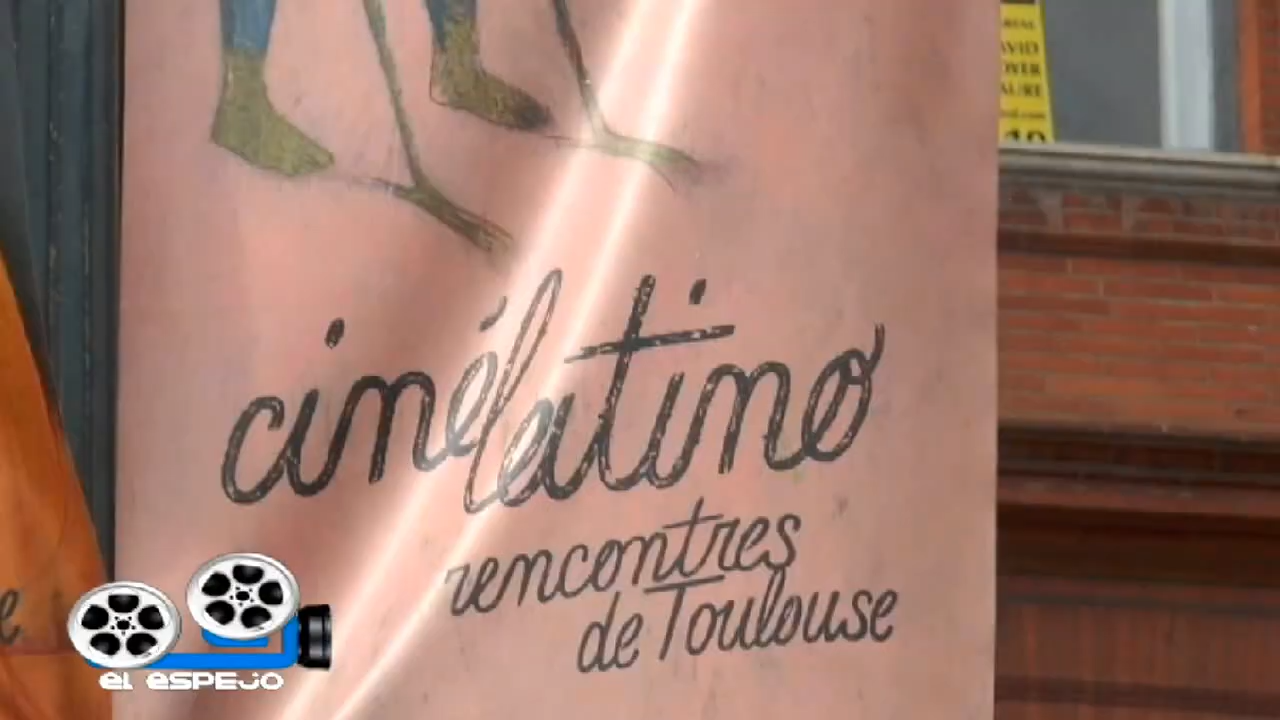 cinélatino
rencontres
de Toulouse
el espejo